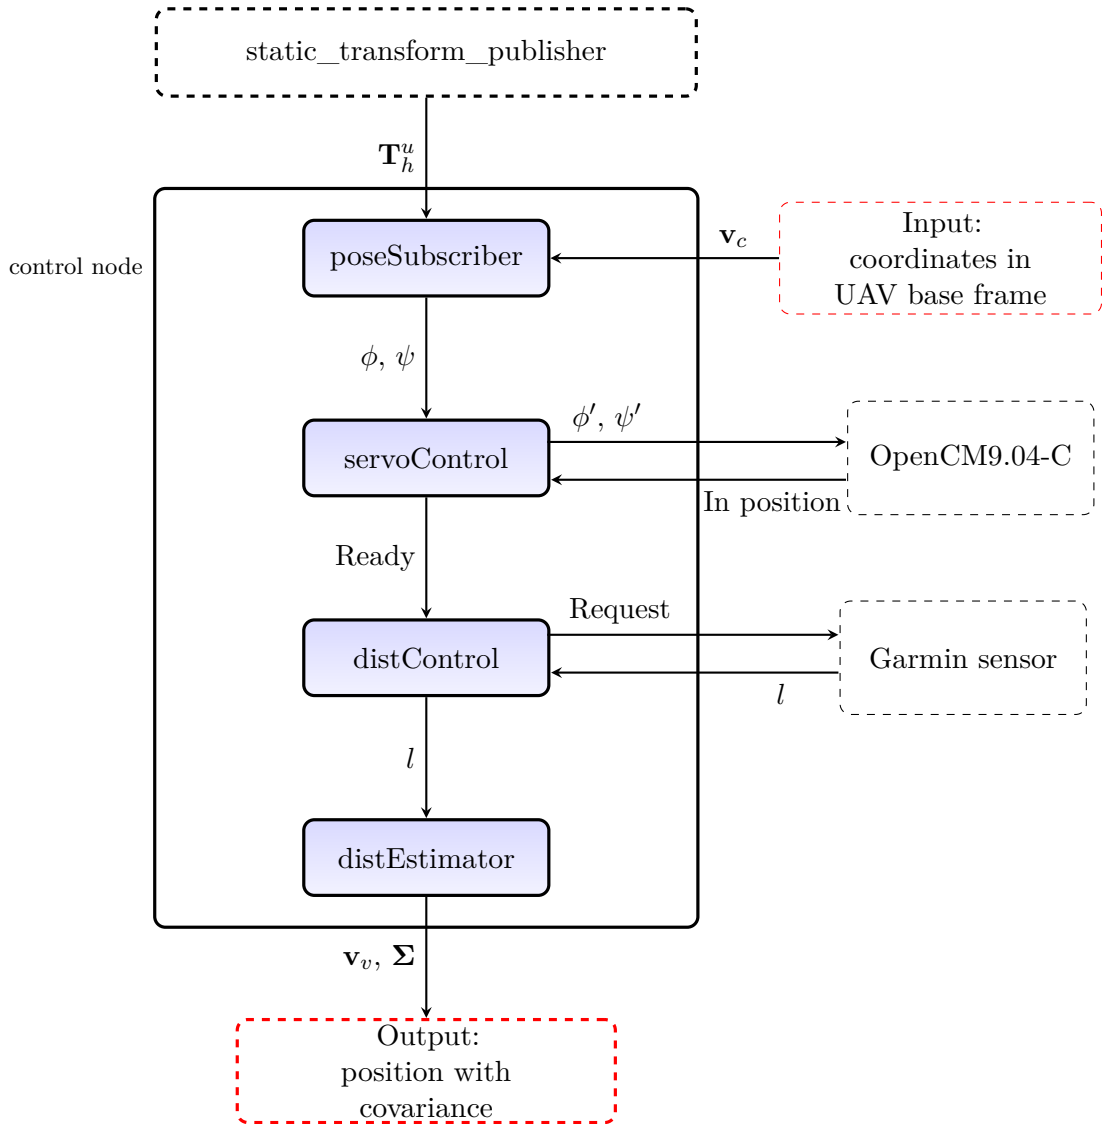 static_transform_publisher
𝐓ᵤₕ
control node
poseSubscriber
𝐯_c
Input:
coordinates in
UAV base frame
ϕ, ψ
servoControl
ϕ′, ψ′
In position
OpenCM9.04-C
Ready
distControl
Request
l
Garmin sensor
l
distEstimator
𝐯_v, 𝚺
Output:
position with
covariance